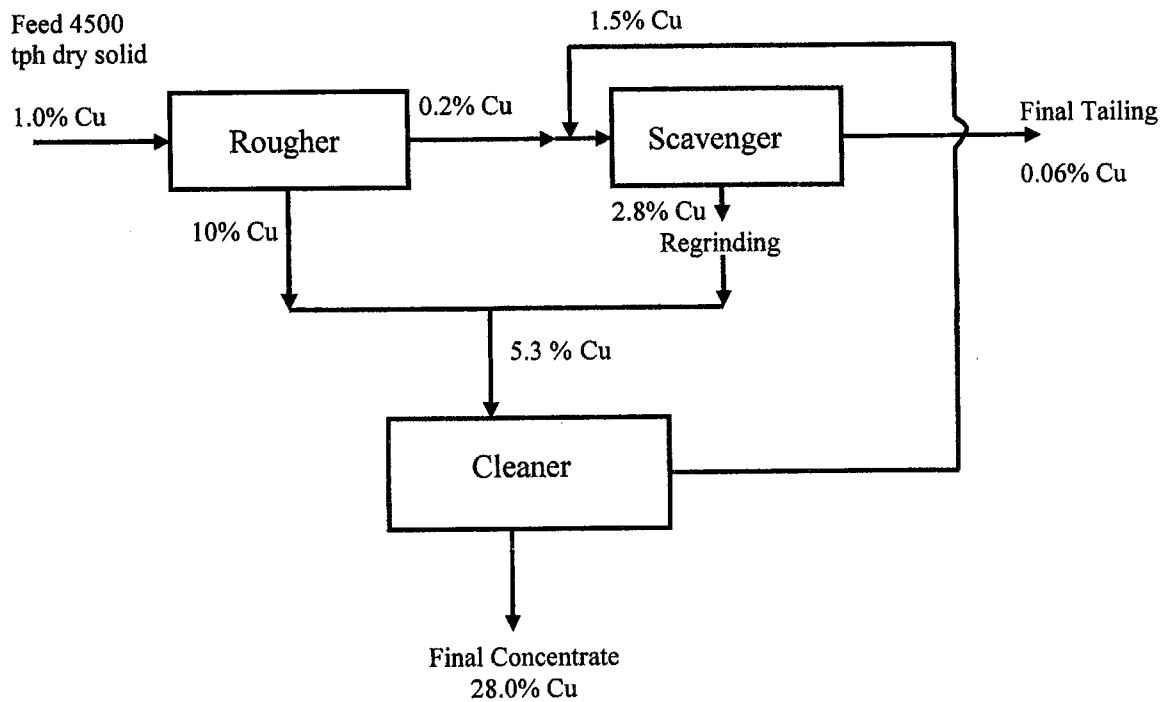 Feed 4500
tph dry solid
1.0% Cu
Rougher
0.2% Cu
1.5% Cu
Scavenger
Final Tailing
0.06% Cu
10% Cu
2.8% Cu
Regrinding
5.3 % Cu
Cleaner
Final Concentrate
28.0% Cu